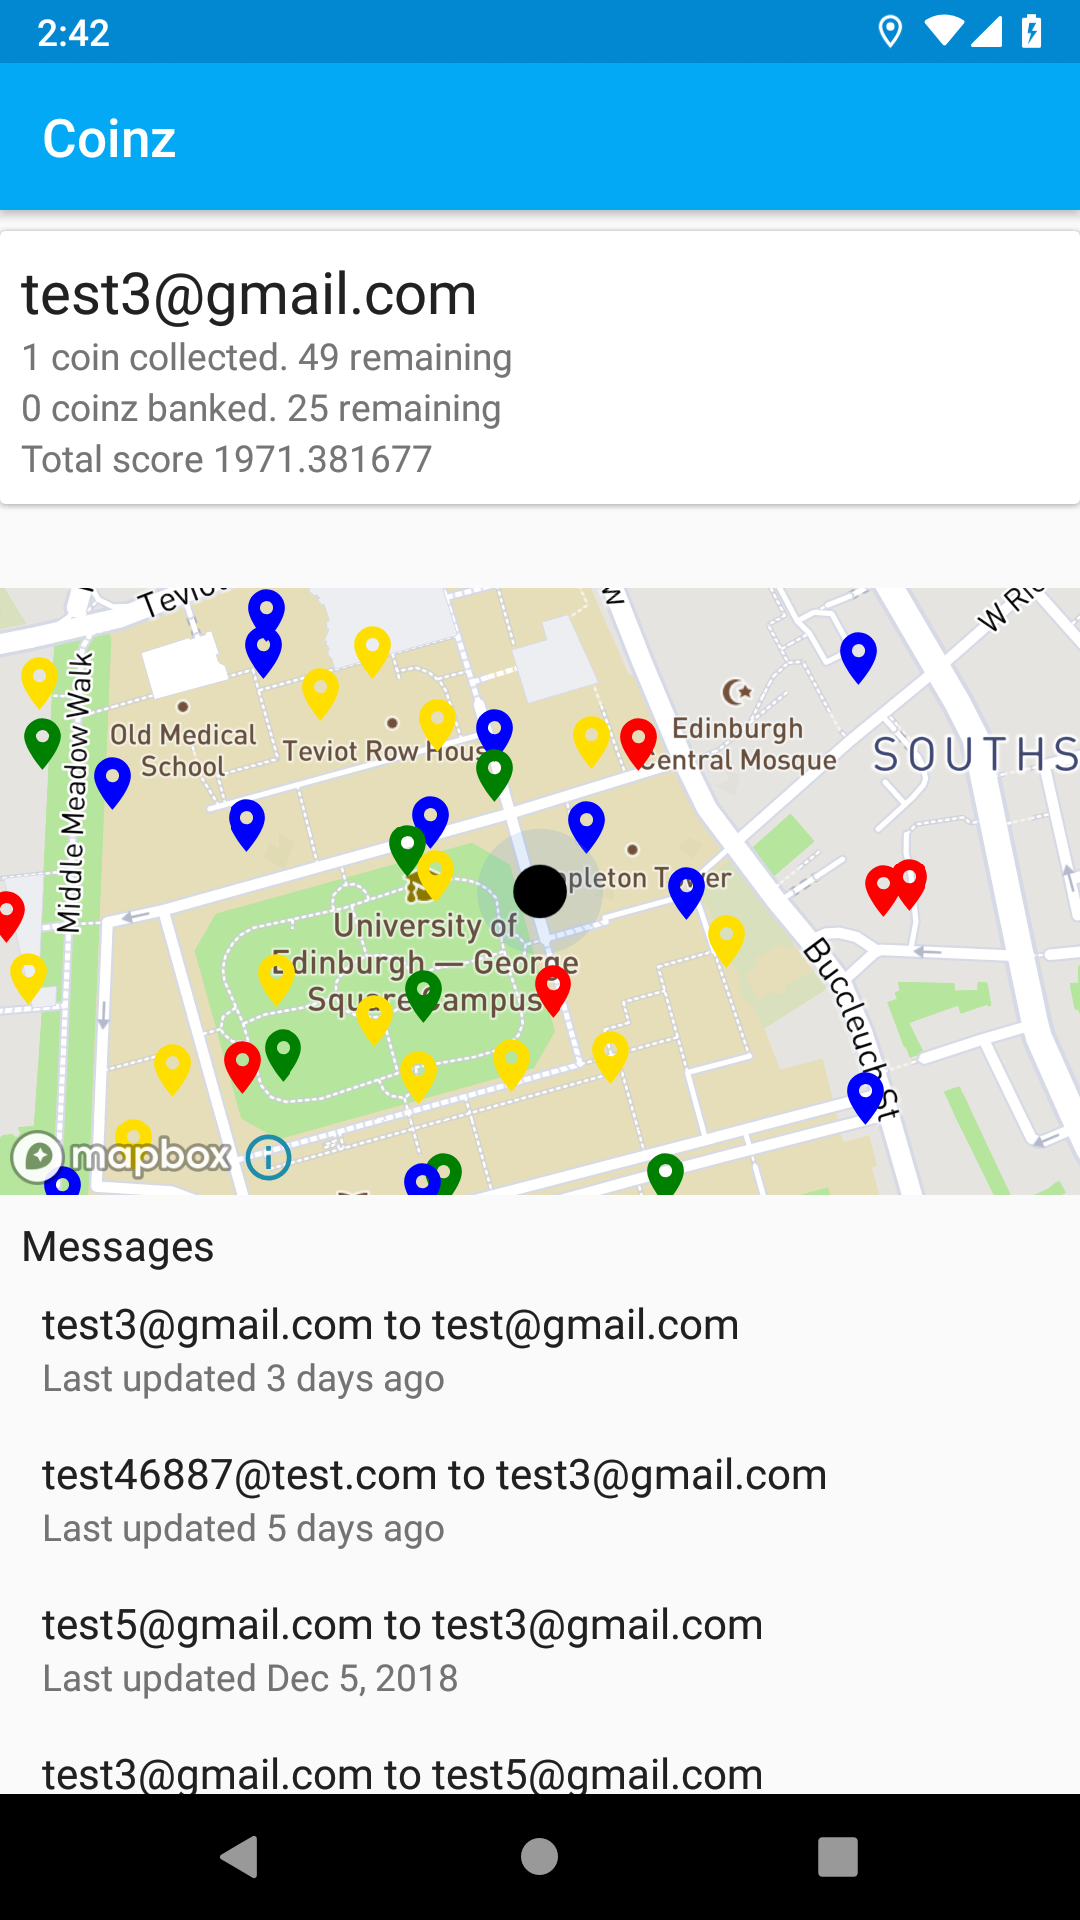 2:42
Coinz
test3@gmail.com
1 coin collected. 49 remaining
0 coinz banked. 25 remaining
Total score 1971.381677
Teviot
W Ric
Middle Meadow Walk
Old Medical
School
Teviot Row Hous
Edinburgh
Central Mosque
SOUTHS
Appleton Tower
University of
Edinburgh — George
Square Campus
Buccleuch St
mapbox
Messages
test3@gmail.com to test@gmail.com
Last updated 3 days ago
test46887@test.com to test3@gmail.com
Last updated 5 days ago
test5@gmail.com to test3@gmail.com
Last updated Dec 5, 2018
test3@gmail.com to test5@gmail.com